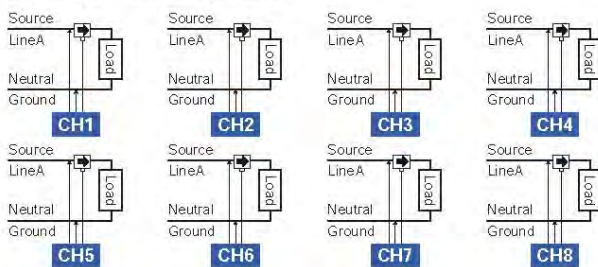 Source Source Source Source
LineA LineA LineA LineA
Load Load Load Load
Neutral Neutral Neutral Neutral
Ground Ground Ground Ground
CH1 CH2 CH3 CH4
Source Source Source Source
LineA LineA LineA LineA
Load Load Load Load
Neutral Neutral Neutral Neutral
Ground Ground Ground Ground
CH5 CH6 CH7 CH8